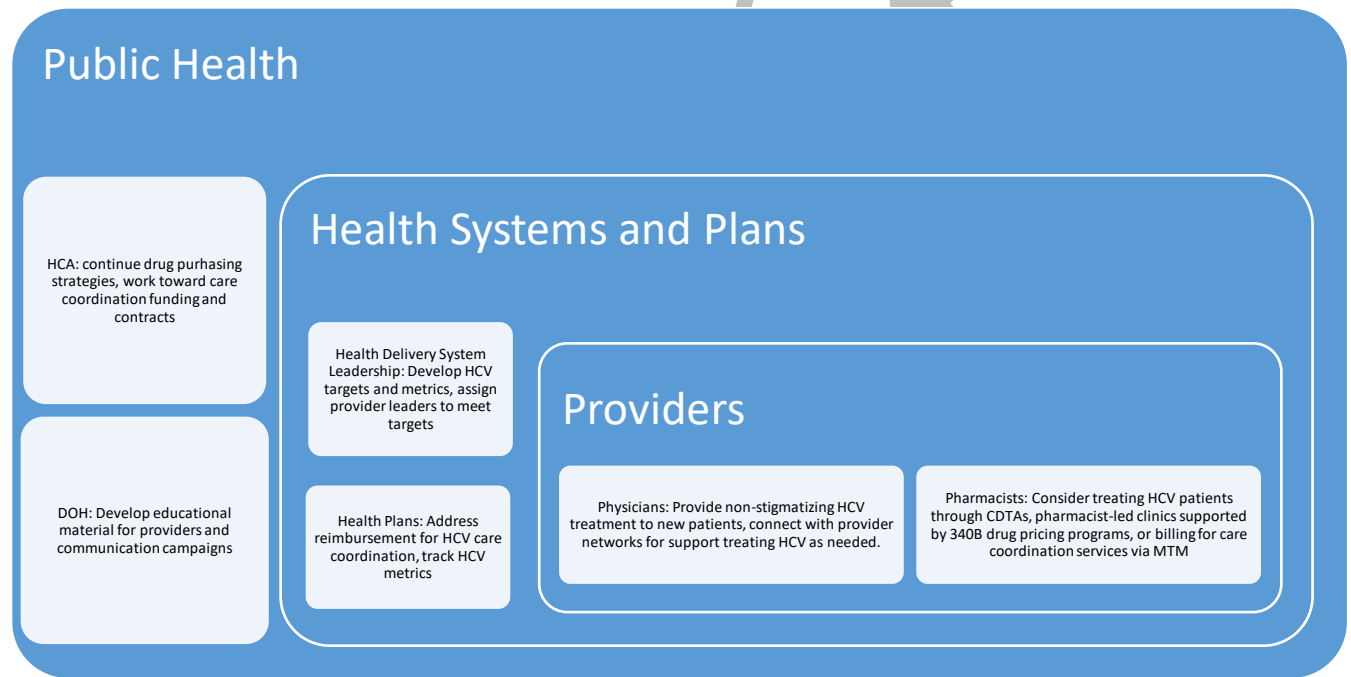 Public Health
HCA: continue drug purhasing
strategies, work toward care
coordination funding and
contracts
DOH: Develop educational
material for providers and
communication campaigns
Health Systems and Plans
Health Delivery System
Leadership: Develop HCV
targets and metrics, assign
provider leaders to meet
targets
Health Plans: Address
reimbursement for HCV care
coordination, track HCV
metrics
Providers
Physicians: Provide non-stigmatizing HCV
treatment to new patients, connect with provider
networks for support treating HCV as needed.
Pharmacists: Consider treating HCV patients
through CDTAs, pharmacist-led clinics supported
by 340B drug pricing programs, or billing for care
coordination services via MTM